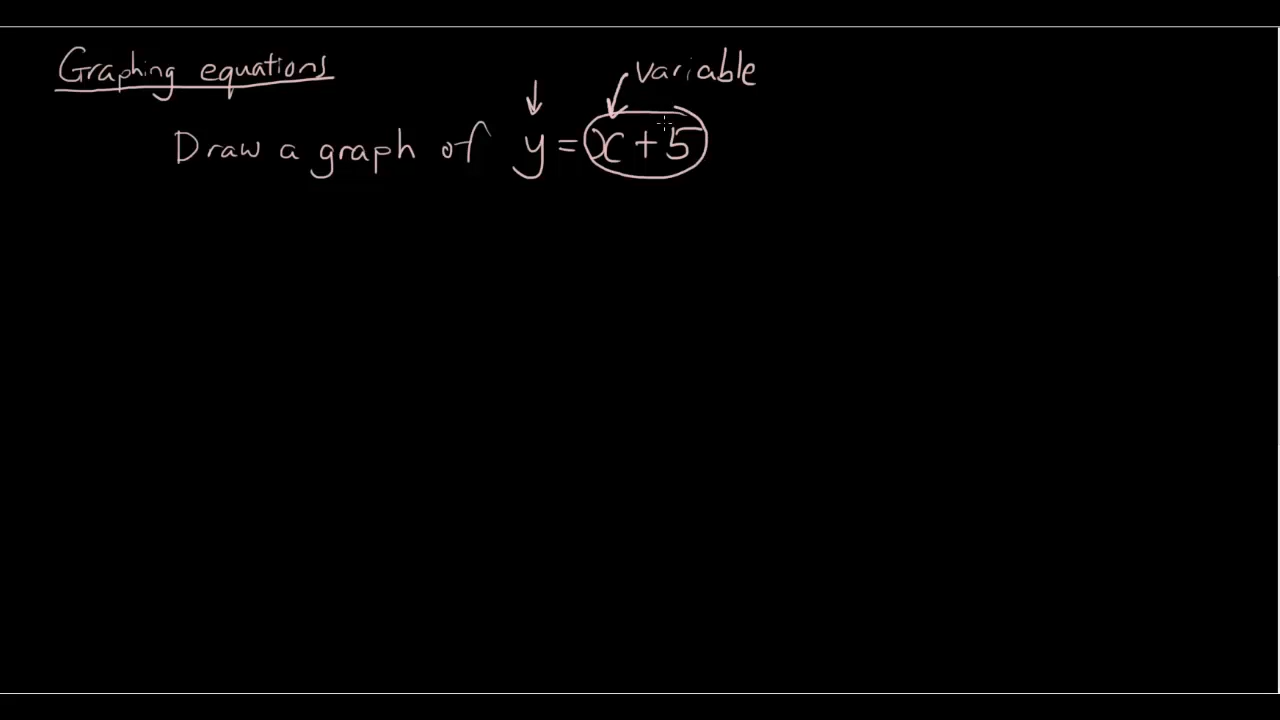 Graphing equations
variable
Draw a graph of y = x + 5